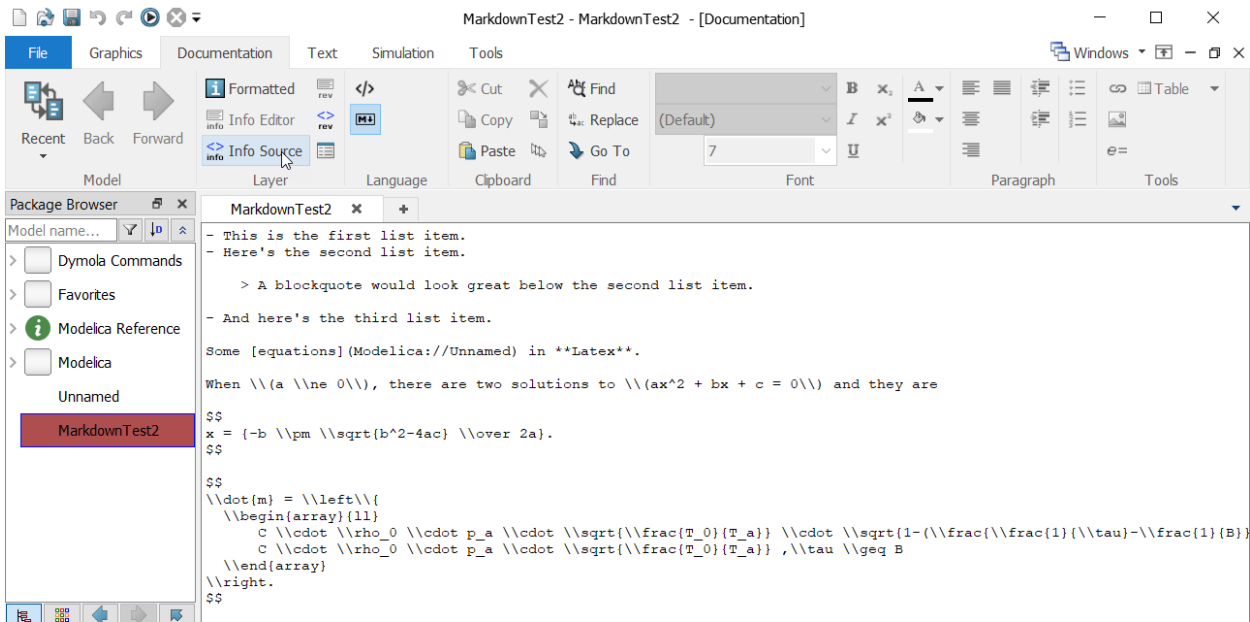 MarkdownTest2 - MarkdownTest2 - [Documentation]
File Graphics Documentation Text Simulation Tools Windows
Formatted rev </> Cut Find B x₂ A Table
Recent Back Forward info Info Editor <> rev M↓ Copy Replace (Default) I x²
<> info Info Source Paste Go To 7 U e=
Model Layer Language Clipboard Find Font Paragraph Tools
Package Browser
Model name...
Dymola Commands
Favorites
Modelica Reference
Modelica
Unnamed
MarkdownTest2
MarkdownTest2
- This is the first list item.
- Here's the second list item.
> A blockquote would look great below the second list item.
- And here's the third list item.
Some [equations](Modelica://Unnamed) in **Latex**.
When \\(a \\ne 0\\), there are two solutions to \\(ax^2 + bx + c = 0\\) and they are
$$
x = {-b \\pm \\sqrt{b^2-4ac} \\over 2a}.
$$
$$
\\dot{m} = \\left\\{
\\begin{array}{ll}
C \\cdot \\rho_0 \\cdot p_a \\cdot \\sqrt{\\frac{T_0}{T_a}} \\cdot \\sqrt{1-(\\frac{\\frac{1}{\\tau}-\\frac{1}{B}}
C \\cdot \\rho_0 \\cdot p_a \\cdot \\sqrt{\\frac{T_0}{T_a}} ,\\tau \\geq B
\\end{array}
\\right.
$$